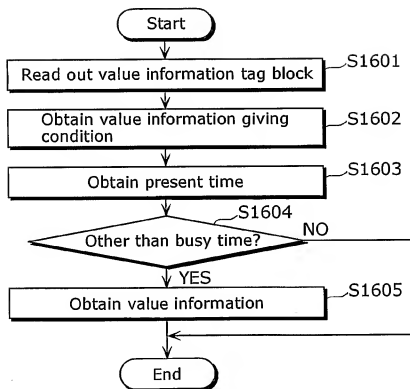 Start
Read out value information tag block
S1601
Obtain value information giving
condition
S1602
Obtain present time
S1603
Other than busy time?
S1604
NO
YES
Obtain value information
S1605
End